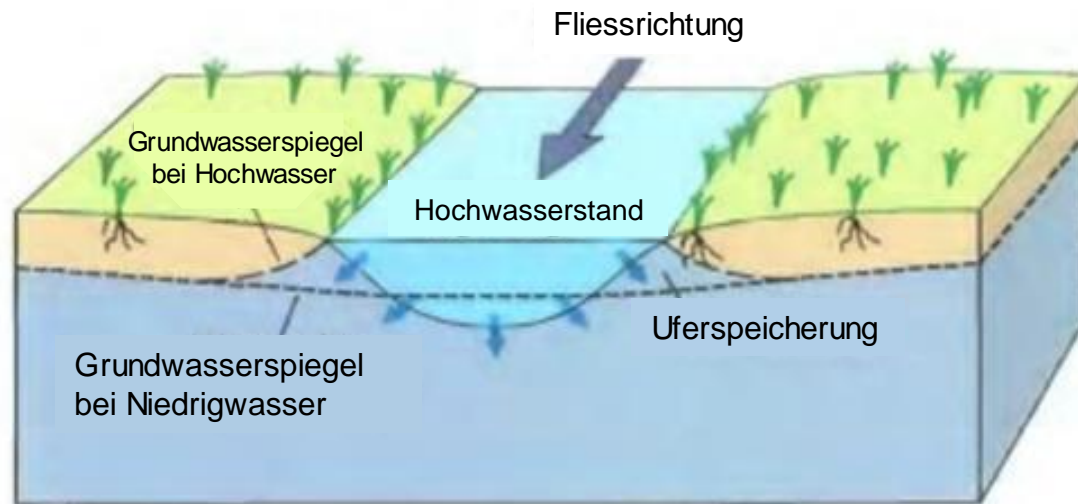 Fliessrichtung
Grundwasserspiegel
bei Hochwasser
Hochwasserstand
Uferspeicherung
Grundwasserspiegel
bei Niedrigwasser